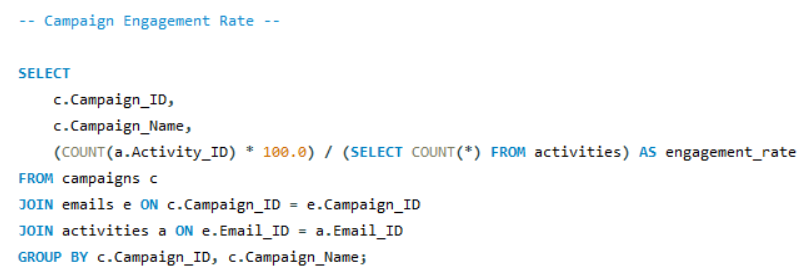 -- Campaign Engagement Rate --
SELECT
c.Campaign_ID,
c.Campaign_Name,
(COUNT(a.Activity_ID) * 100.0) / (SELECT COUNT(*) FROM activities) AS engagement_rate
FROM campaigns c
JOIN emails e ON c.Campaign_ID = e.Campaign_ID
JOIN activities a ON e.Email_ID = a.Email_ID
GROUP BY c.Campaign_ID, c.Campaign_Name;